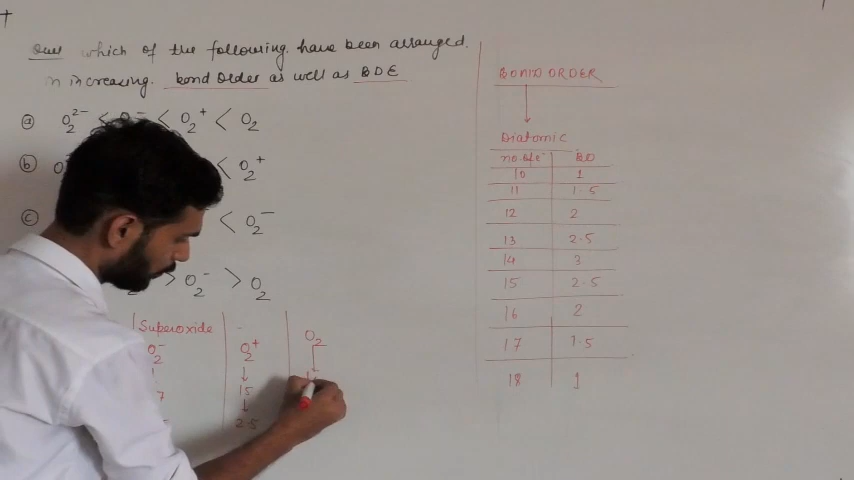 Ques which of the following have been arranged
in increasing bond order as well as BDE
(a) O₂²⁻ < O₂⁻ < O₂⁺ < O₂
(b) O < O₂⁺
(c) < O₂⁻
₂ > O₂⁻ > O₂
Superoxide -
O₂⁻ O₂⁺ O₂
↓ ↓
7 15
↓
2.5
BOND ORDER
Diatomic
no. of e⁻ BO
10 1
11 1.5
12 2
13 2.5
14 3
15 2.5
16 2
17 1.5
18 1